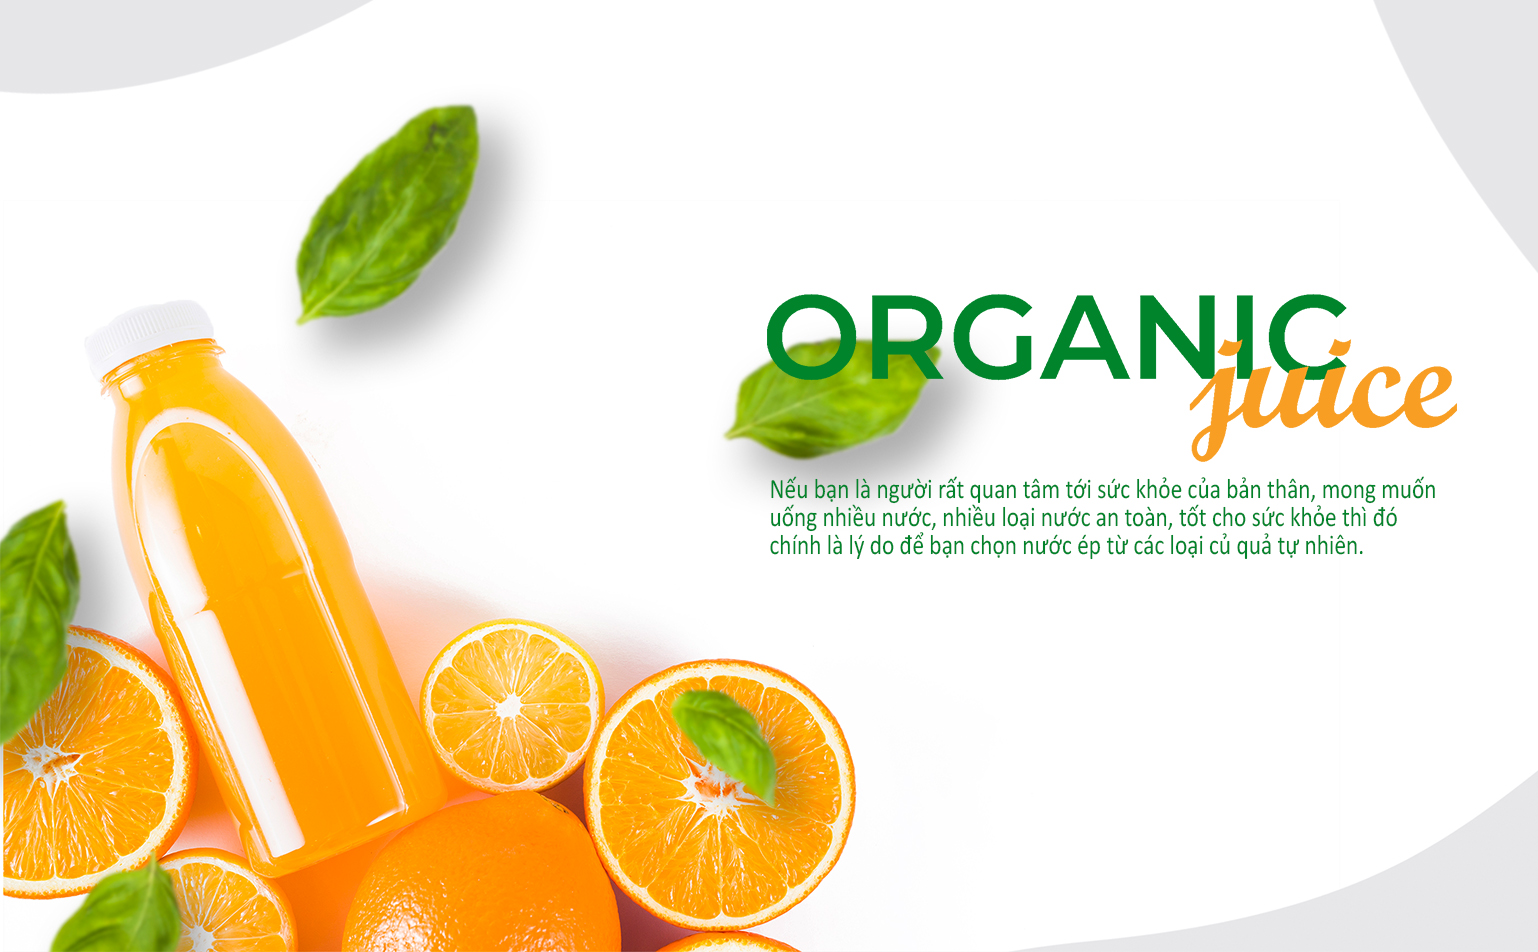 ORGANIC
juice
Nếu bạn là người rất quan tâm tới sức khỏe của bản thân, mong muốn
uống nhiều nước, nhiều loại nước an toàn, tốt cho sức khỏe thì đó
chính là lý do để bạn chọn nước ép từ các loại củ quả tự nhiên.